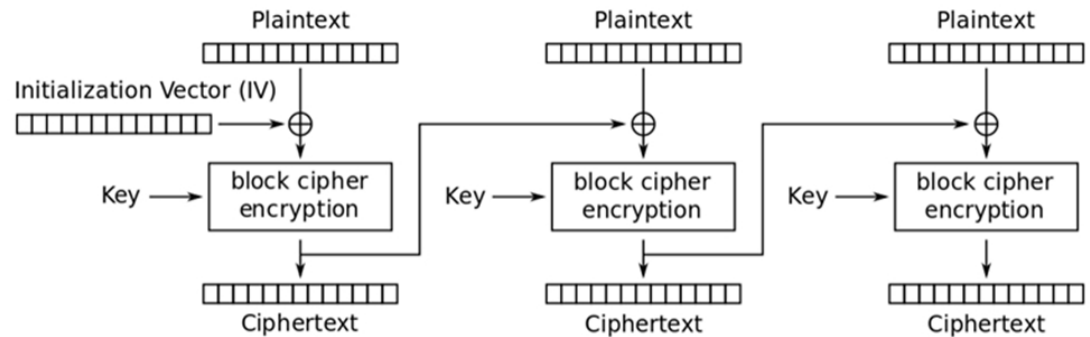 Plaintext
Plaintext
Plaintext
Initialization Vector (IV)
Key
block cipher
encryption
Key
block cipher
encryption
Key
block cipher
encryption
Ciphertext
Ciphertext
Ciphertext